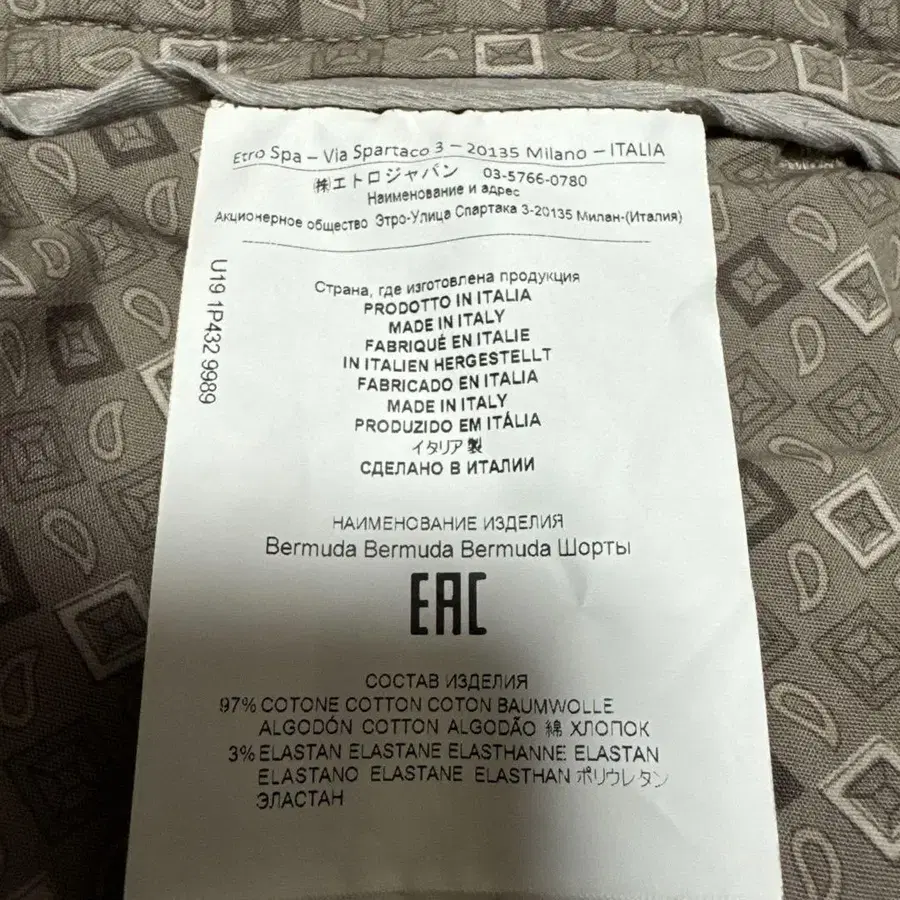 Etro Spa – Via Spartaco 3 – 20135 Milano – ITALIA
㈱エトロジャパン 03-5766-0780
Наименование и адрес
Акционерное общество Этро-Улица Спартака 3-20135 Милан-(Италия)
U19 1P432 9989
Страна, где изготовлена продукция
PRODOTTO IN ITALIA
MADE IN ITALY
FABRIQUÉ EN ITALIE
IN ITALIEN HERGESTELLT
FABRICADO EN ITALIA
MADE IN ITALY
PRODUZIDO EM ITÁLIA
イタリア製
СДЕЛАНО В ИТАЛИИ
НАИМЕНОВАНИЕ ИЗДЕЛИЯ
Bermuda Bermuda Bermuda Шорты
EAC
СОСТАВ ИЗДЕЛИЯ
97% COTONE COTTON COTON BAUMWOLLE
ALGODÓN COTTON ALGODÃO 綿 ХЛОПОК
3% ELASTAN ELASTANE ELASTHANNE ELASTAN
ELASTANO ELASTANE ELASTHAN ポリウレタン
ЭЛАСТАН